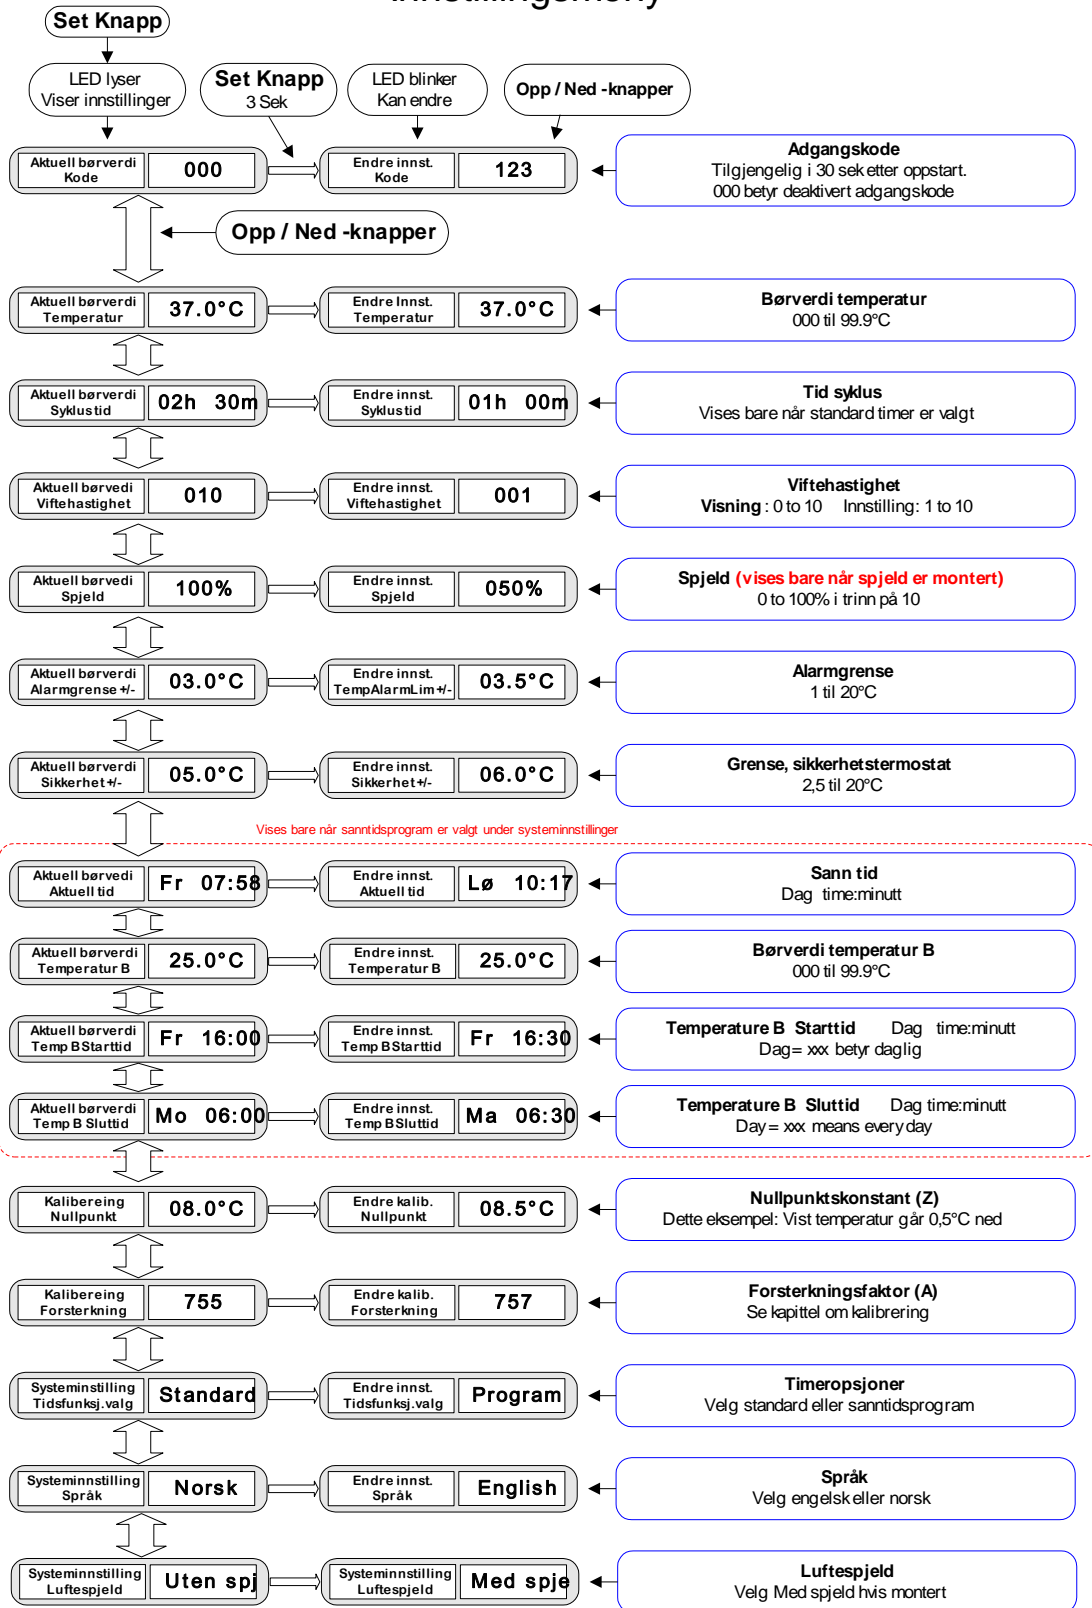 Innstillingsmeny
Set Knapp
LED lyser
Viser innstillinger
Set Knapp
3 Sek
LED blinker
Kan endre
Opp / Ned -knapper
Aktuell børverdi
Kode
000
Endre innst.
Kode
123
Adgangskode
Tilgjengelig i 30 sek etter oppstart.
000 betyr deaktivert adgangskode
Opp / Ned -knapper
Aktuell børverdi
Temperatur
37.0°C
Endre Innst.
Temperatur
37.0°C
Børverdi temperatur
000 til 99.9°C
Aktuell børverdi
Syklus tid
02h 30m
Endre innst.
Syklus tid
01h 00m
Tid syklus
Vises bare når standard timer er valgt
Aktuell børvedi
Viftehastighet
010
Endre innst.
Viftehastighet
001
Viftehastighet
Visning : 0 to 10 Innstilling: 1 to 10
Aktuell børvedi
Spjeld
100%
Endre innst.
Spjeld
050%
Spjeld (vises bare når spjeld er montert)
0 to 100% i trinn på 10
Aktuell børverdi
Alarmgrense +/-
03.0°C
Endre innst.
TempAlarmLim +/-
03.5°C
Alarmgrense
1 til 20°C
Aktuell børverdi
Sikkerhet +/-
05.0°C
Endre innst.
Sikkerhet +/-
06.0°C
Grense, sikkerhetstermostat
2,5 til 20°C
Vises bare når sanntidsprogram er valgt under systeminnstillinger
Aktuell børvedi
Aktuell tid
Fr 07:58
Endre innst.
Aktuell tid
Lø 10:17
Sann tid
Dag time:minutt
Aktuell børverdi
Temperatur B
25.0°C
Endre innst.
Temperatur B
25.0°C
Børverdi temperatur B
000 til 99.9°C
Aktuell børverdi
Temp B Starttid
Fr 16:00
Endre innst.
Temp B Starttid
Fr 16:30
Temperature B Starttid Dag time:minutt
Dag = xxx betyr daglig
Aktuell børverdi
Temp B Sluttid
Mo 06:00
Endre innst.
Temp B Sluttid
Ma 06:30
Temperature B Sluttid Dag time:minutt
Day = xxx means every day
Kalibereing
Nullpunkt
08.0°C
Endre kalib.
Nullpunkt
08.5°C
Nullpunktskonstant (Z)
Dette eksempel: Vist temperatur går 0,5°C ned
Kalibereing
Forsterkning
755
Endre kalib.
Forsterkning
757
Forsterkningsfaktor (A)
Se kapittel om kalibrering
Systeminstilling
Tidsfunksj.valg
Standard
Endre innst.
Tidsfunksj.valg
Program
Timeropsjoner
Velg standard eller sanntidsprogram
Systeminnstilling
Språk
Norsk
Endre innst.
Språk
English
Språk
Velg engelsk eller norsk
Systeminnstilling
Luftespjeld
Uten spj
Systeminnstilling
Luftespjeld
Med spje
Luftespjeld
Velg Med spjeld hvis montert